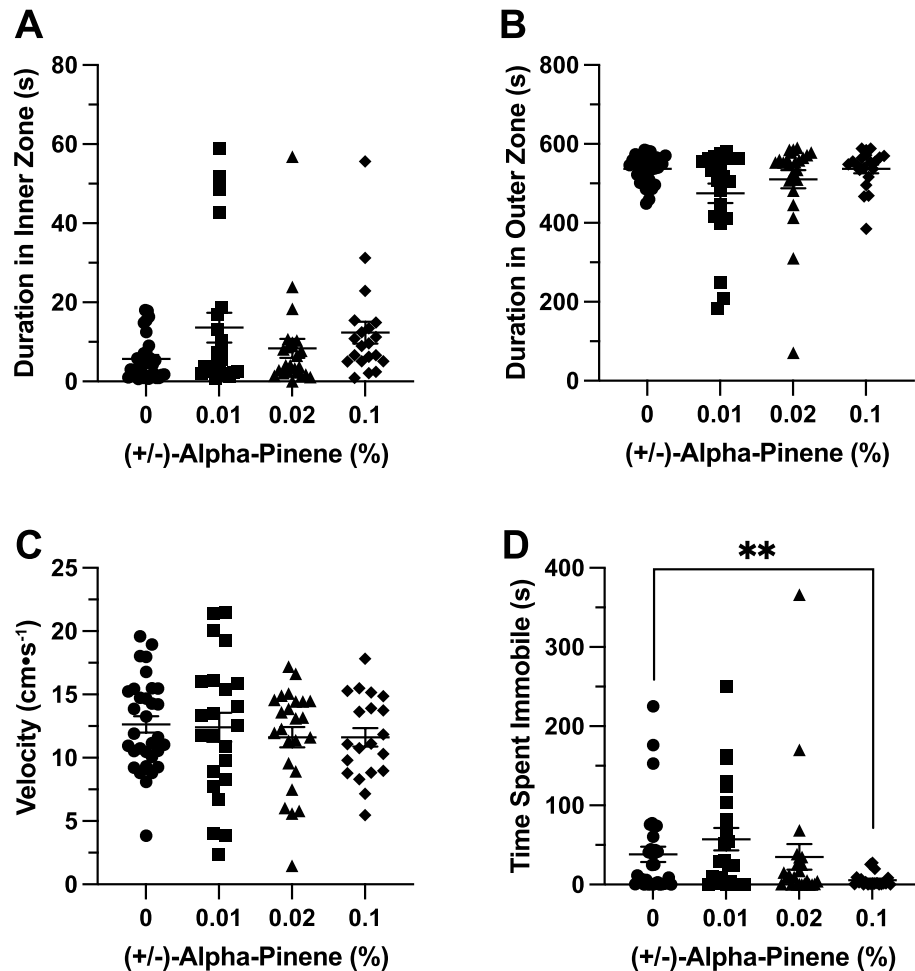 A
Duration in Inner Zone (s)
80
60
40
20
0
0 0.01 0.02 0.1
(+/-)-Alpha-Pinene (%)
B
Duration in Outer Zone (s)
800
600
400
200
0
0 0.01 0.02 0.1
(+/-)-Alpha-Pinene (%)
C
Velocity (cm•s⁻¹)
25
20
15
10
5
0
0 0.01 0.02 0.1
(+/-)-Alpha-Pinene (%)
D
Time Spent Immobile (s)
**
400
300
200
100
0
0 0.01 0.02 0.1
(+/-)-Alpha-Pinene (%)